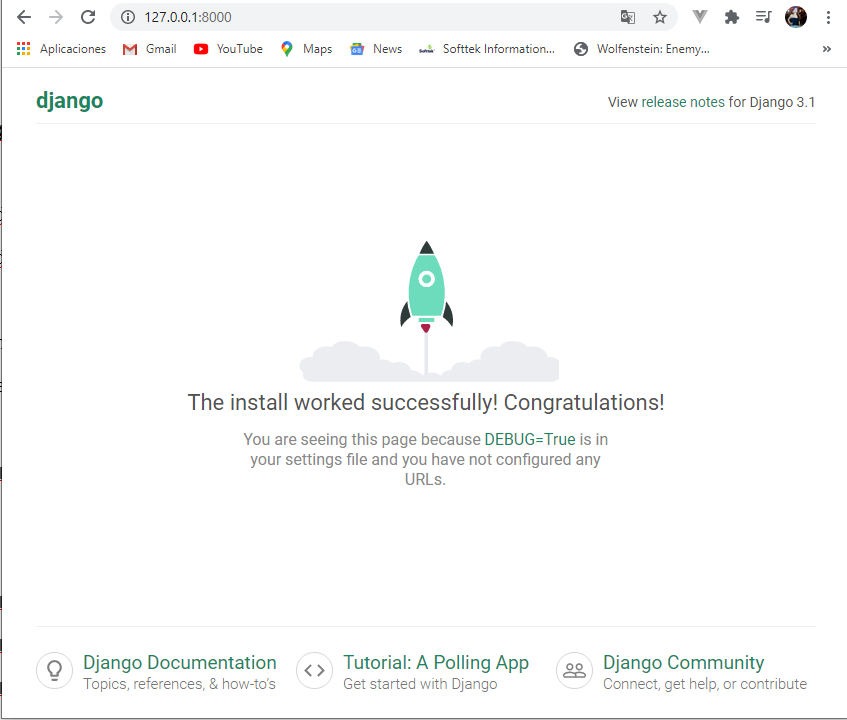 127.0.0.1:8000
Aplicaciones Gmail YouTube Maps News Softtek Information... Wolfenstein: Enemy... »
django
View release notes for Django 3.1
The install worked successfully! Congratulations!
You are seeing this page because DEBUG=True is in
your settings file and you have not configured any
URLs.
Django Documentation
Topics, references, & how-to's
Tutorial: A Polling App
Get started with Django
Django Community
Connect, get help, or contribute